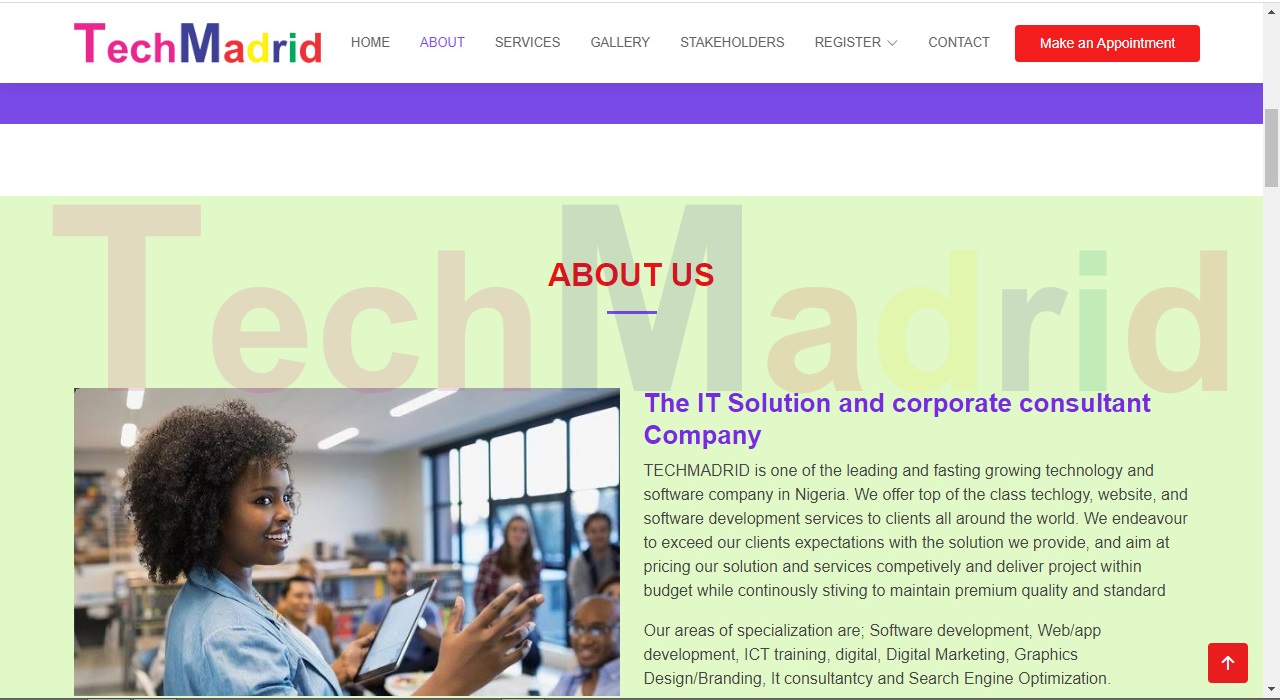 TechMadrid HOME ABOUT SERVICES GALLERY STAKEHOLDERS REGISTER CONTACT Make an Appointment
TechMadrid
ABOUT US
The IT Solution and corporate consultant
Company
TECHMADRID is one of the leading and fasting growing technology and
software company in Nigeria. We offer top of the class techlogy, website, and
software development services to clients all around the world. We endeavour
to exceed our clients expectations with the solution we provide, and aim at
pricing our solution and services competively and deliver project within
budget while continously stiving to maintain premium quality and standard
Our areas of specialization are; Software development, Web/app
development, ICT training, digital, Digital Marketing, Graphics
Design/Branding, It consultantcy and Search Engine Optimization.